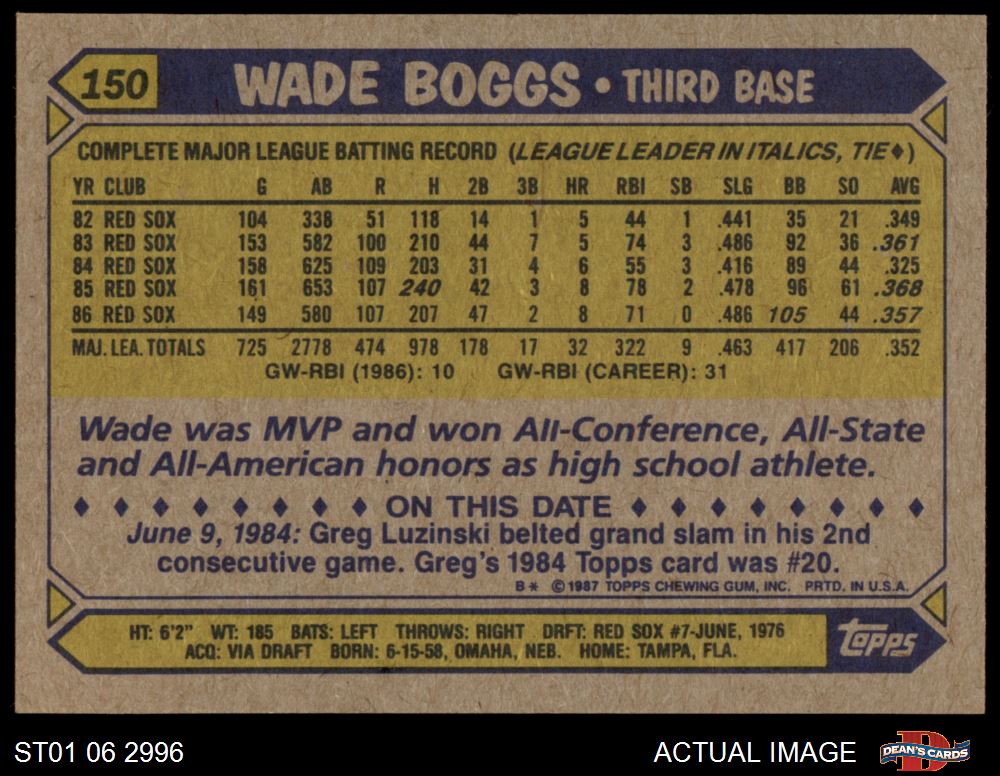 150 WADE BOGGS • THIRD BASE
COMPLETE MAJOR LEAGUE BATTING RECORD (LEAGUE LEADER IN ITALICS, TIE♦)
YR CLUB G AB R H 2B 3B HR RBI SB SLG BB SO AVG
82 RED SOX 104 338 51 118 14 1 5 44 1 .441 35 21 .349
83 RED SOX 153 582 100 210 44 7 5 74 3 .486 92 36 .361
84 RED SOX 158 625 109 203 31 4 6 55 3 .416 89 44 .325
85 RED SOX 161 653 107 240 42 3 8 78 2 .478 96 61 .368
86 RED SOX 149 580 107 207 47 2 8 71 0 .486 105 44 .357
MAJ. LEA. TOTALS 725 2778 474 978 178 17 32 322 9 .463 417 206 .352
GW-RBI (1986): 10 GW-RBI (CAREER): 31
Wade was MVP and won All-Conference, All-State
and All-American honors as high school athlete.
♦ ♦ ♦ ♦ ♦ ♦ ♦ ♦ ON THIS DATE ♦ ♦ ♦ ♦ ♦ ♦ ♦ ♦
June 9, 1984: Greg Luzinski belted grand slam in his 2nd
consecutive game. Greg's 1984 Topps card was #20.
B* ©1987 TOPPS CHEWING GUM, INC. PRTD. IN U.S.A.
HT: 6'2" WT: 185 BATS: LEFT THROWS: RIGHT DRFT: RED SOX #7-JUNE, 1976
ACQ: VIA DRAFT BORN: 6-15-58, OMAHA, NEB. HOME: TAMPA, FLA.
Topps
ST01 06 2996 ACTUAL IMAGE DEAN'S CARDS